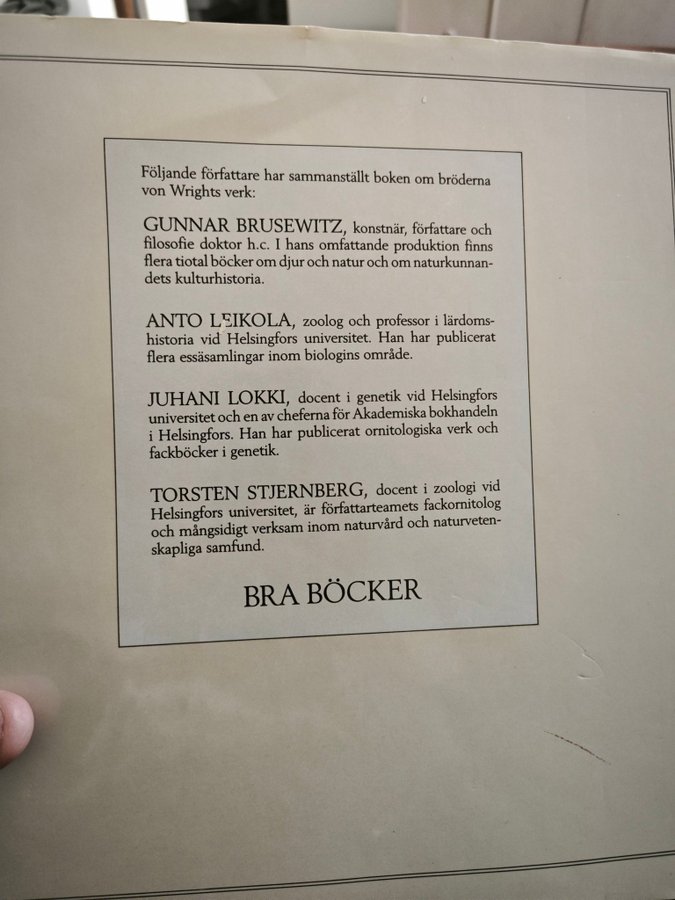 Följande författare har sammanställt boken om bröderna
von Wrights verk:
GUNNAR BRUSEWITZ, konstnär, författare och
filosofie doktor h.c. I hans omfattande produktion finns
flera tiotal böcker om djur och natur och om naturkunnan-
dets kulturhistoria.
ANTO LEIKOLA, zoolog och professor i lärdoms-
historia vid Helsingfors universitet. Han har publicerat
flera essäsamlingar inom biologins område.
JUHANI LOKKI, docent i genetik vid Helsingfors
universitet och en av cheferna för Akademiska bokhandeln
i Helsingfors. Han har publicerat ornitologiska verk och
fackböcker i genetik.
TORSTEN STJERNBERG, docent i zoologi vid
Helsingfors universitet, är författarteamets fackornitolog
och mångsidigt verksam inom naturvård och naturveten-
skapliga samfund.
BRA BÖCKER